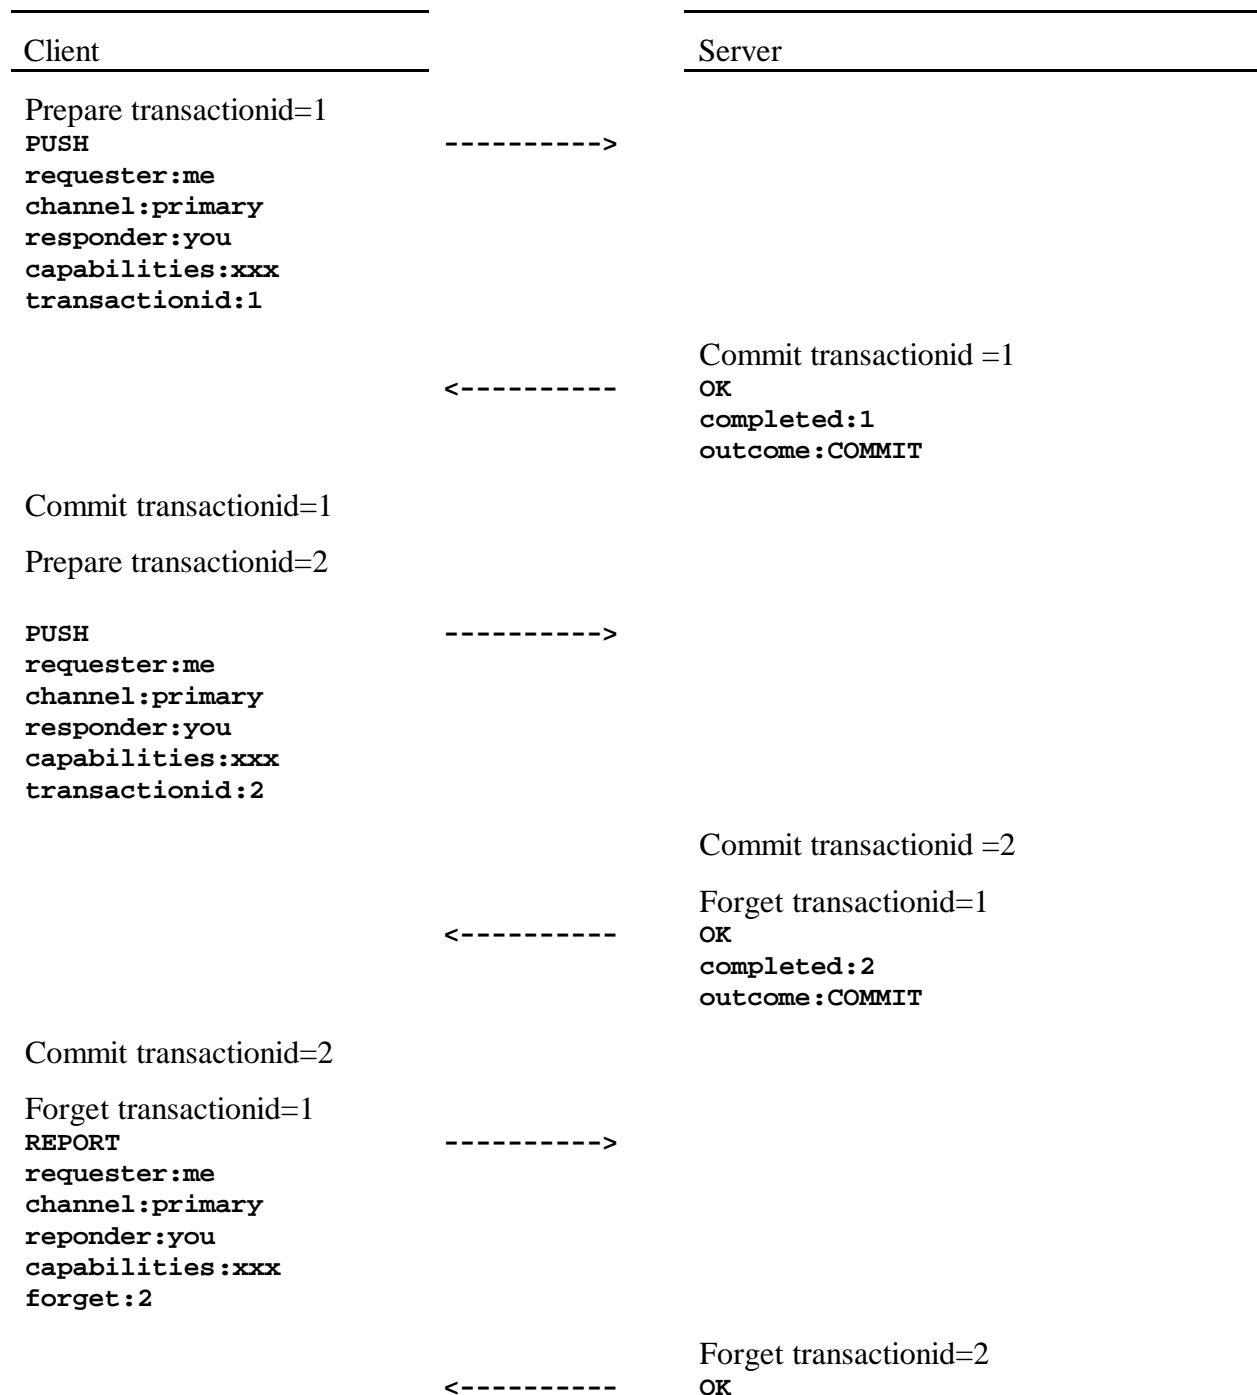 Client Server
Prepare transactionid=1
PUSH ---------->
requester:me
channel:primary
responder:you
capabilities:xxx
transactionid:1
Commit transactionid =1
<---------- OK
completed:1
outcome:COMMIT
Commit transactionid=1
Prepare transactionid=2
PUSH ---------->
requester:me
channel:primary
responder:you
capabilities:xxx
transactionid:2
Commit transactionid =2
Forget transactionid=1
<---------- OK
completed:2
outcome:COMMIT
Commit transactionid=2
Forget transactionid=1
REPORT ---------->
requester:me
channel:primary
reponder:you
capabilities:xxx
forget:2
Forget transactionid=2
<---------- OK